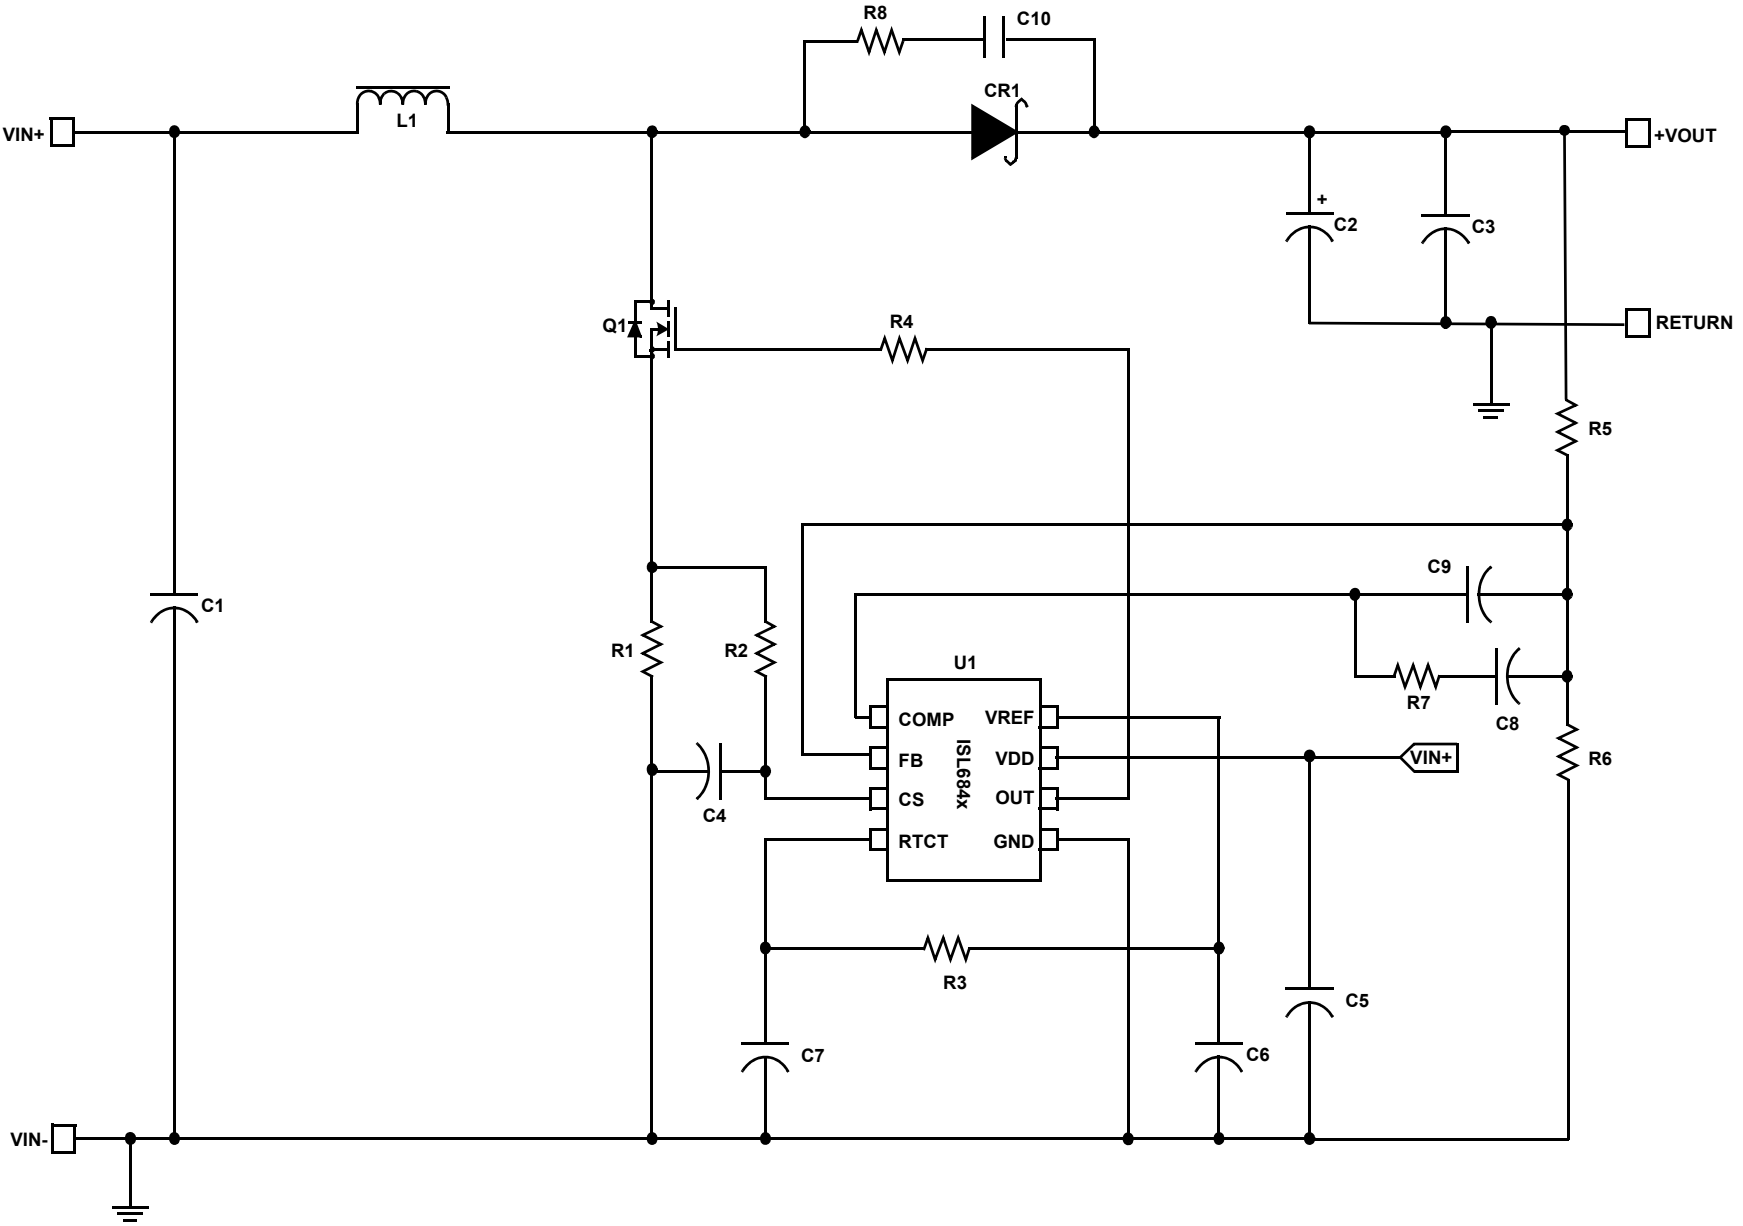 R8
C10
CR1
L1
VIN+
+VOUT
+
C2
C3
Q1
R4
RETURN
R5
C9
C1
R1
R2
U1
R7
C8
COMP
VREF
FB
VDD
VIN+
R6
CS
OUT
ISL684x
C4
RTCT
GND
R3
C5
C7
C6
VIN-